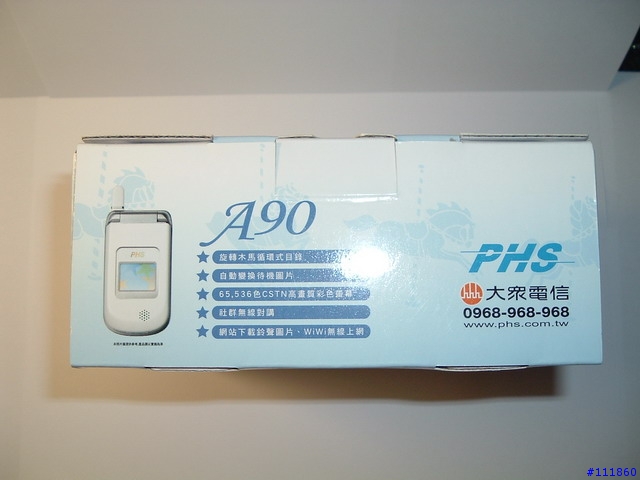 A90
PHS
旋轉木馬循環式目錄
自動變換待機圖片
65,536色CSTN高畫質彩色螢幕
社群無線對講
網站下載鈴聲圖片、WiWi無線上網
PHS
大眾電信
0968-968-968
www.phs.com.tw
#111860